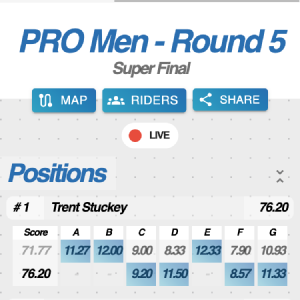 PRO Men - Round 5
Super Final
MAP RIDERS SHARE
LIVE
Positions
# 1 Trent Stuckey 76.20
Score A B C D E F G
71.77 11.27 12.00 9.00 8.33 12.33 7.90 10.93
76.20 - - 9.20 11.50 - 8.57 11.33